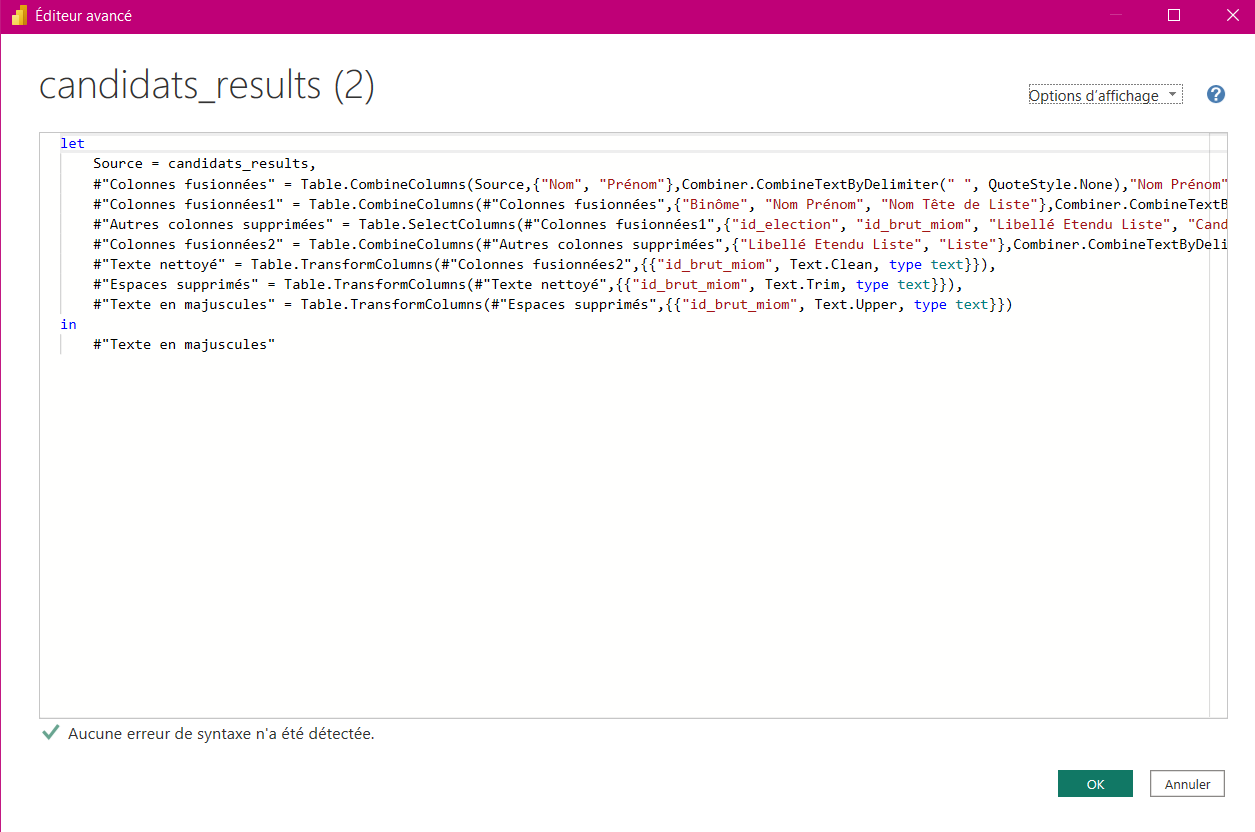 Éditeur avancé
candidats_results (2)
Options d'affichage
let
Source = candidats_results,
#"Colonnes fusionnées" = Table.CombineColumns(Source,{"Nom", "Prénom"},Combiner.CombineTextByDelimiter(" ", QuoteStyle.None),"Nom Prénom"
#"Colonnes fusionnées1" = Table.CombineColumns(#"Colonnes fusionnées",{"Binôme", "Nom Prénom", "Nom Tête de Liste"},Combiner.CombineTextB
#"Autres colonnes supprimées" = Table.SelectColumns(#"Colonnes fusionnées1",{"id_election", "id_brut_miom", "Libellé Etendu Liste", "Cand
#"Colonnes fusionnées2" = Table.CombineColumns(#"Autres colonnes supprimées",{"Libellé Etendu Liste", "Liste"},Combiner.CombineTextByDeli
#"Texte nettoyé" = Table.TransformColumns(#"Colonnes fusionnées2",{{"id_brut_miom", Text.Clean, type text}}),
#"Espaces supprimés" = Table.TransformColumns(#"Texte nettoyé",{{"id_brut_miom", Text.Trim, type text}}),
#"Texte en majuscules" = Table.TransformColumns(#"Espaces supprimés",{{"id_brut_miom", Text.Upper, type text}})
in
#"Texte en majuscules"
Aucune erreur de syntaxe n'a été détectée.
OK
Annuler